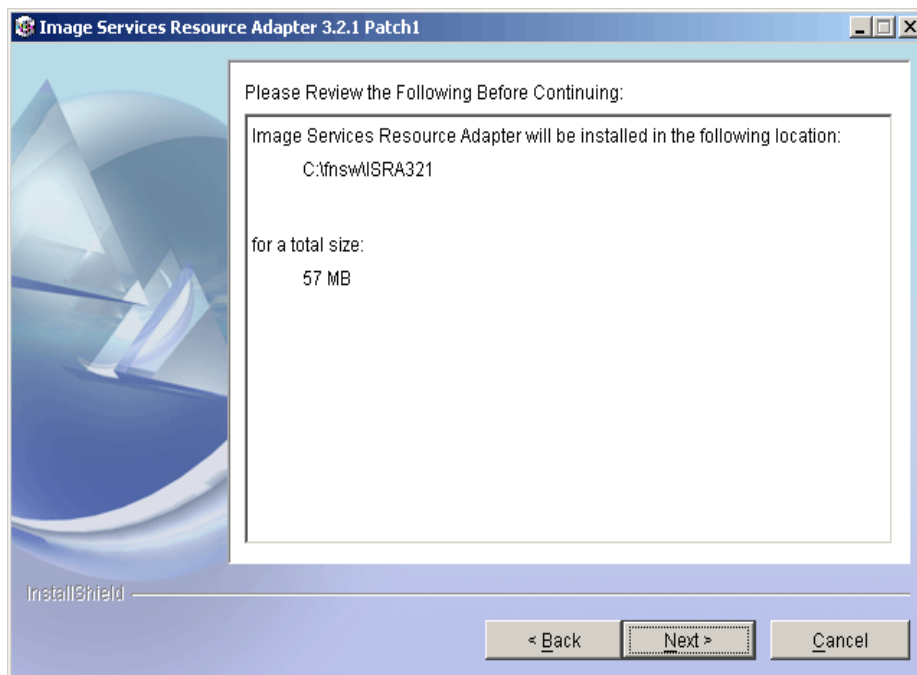 Image Services Resource Adapter 3.2.1 Patch1
Please Review the Following Before Continuing:
Image Services Resource Adapter will be installed in the following location:
C:\fnsw\ISRA321
for a total size:
57 MB
InstallShield
< Back
Next >
Cancel